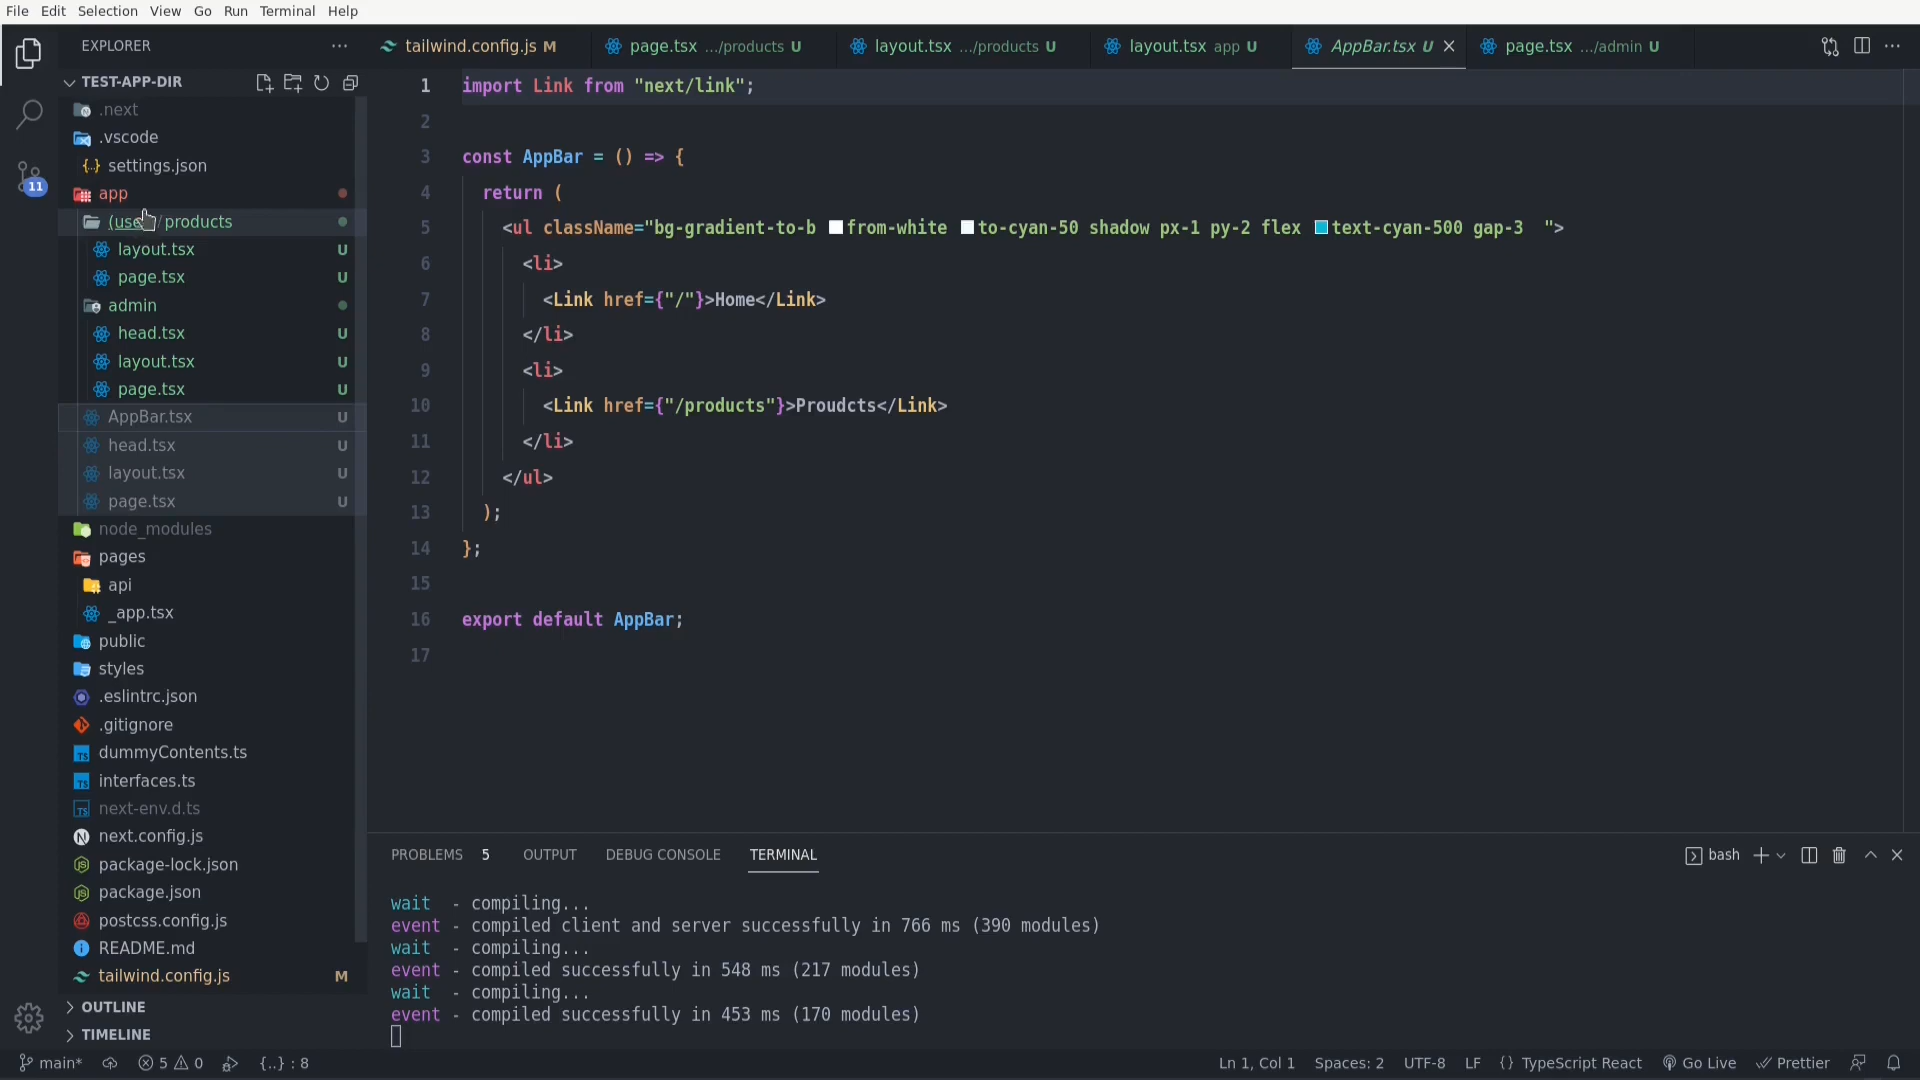 File Edit Selection View Go Run Terminal Help
EXPLORER
tailwind.config.js M
page.tsx .../products U
layout.tsx .../products U
layout.tsx app U
AppBar.tsx U
page.tsx .../admin U
TEST-APP-DIR
.next
.vscode
settings.json
app
products
layout.tsx U
page.tsx U
admin
head.tsx U
layout.tsx U
page.tsx U
AppBar.tsx U
head.tsx U
layout.tsx U
page.tsx U
node_modules
pages
api
_app.tsx
public
styles
.eslintrc.json
.gitignore
dummyContents.ts
interfaces.ts
next-env.d.ts
next.config.js
package-lock.json
package.json
postcss.config.js
README.md
tailwind.config.js M
OUTLINE
TIMELINE
11
1 import Link from "next/link";
2
3 const AppBar = () => {
4 return (
5 <ul className="bg-gradient-to-b from-white to-cyan-50 shadow px-1 py-2 flex text-cyan-500 gap-3 ">
6 <li>
7 <Link href={"/"}>Home</Link>
8 </li>
9 <li>
10 <Link href={"/products"}>Proudcts</Link>
11 </li>
12 </ul>
13 );
14 };
15
16 export default AppBar;
17
PROBLEMS 5 OUTPUT DEBUG CONSOLE TERMINAL
bash
wait - compiling...
event - compiled client and server successfully in 766 ms (390 modules)
wait - compiling...
event - compiled successfully in 548 ms (217 modules)
wait - compiling...
event - compiled successfully in 453 ms (170 modules)
main* 5 0 {..} : 8
Ln 1, Col 1 Spaces: 2 UTF-8 LF {} TypeScript React Go Live Prettier